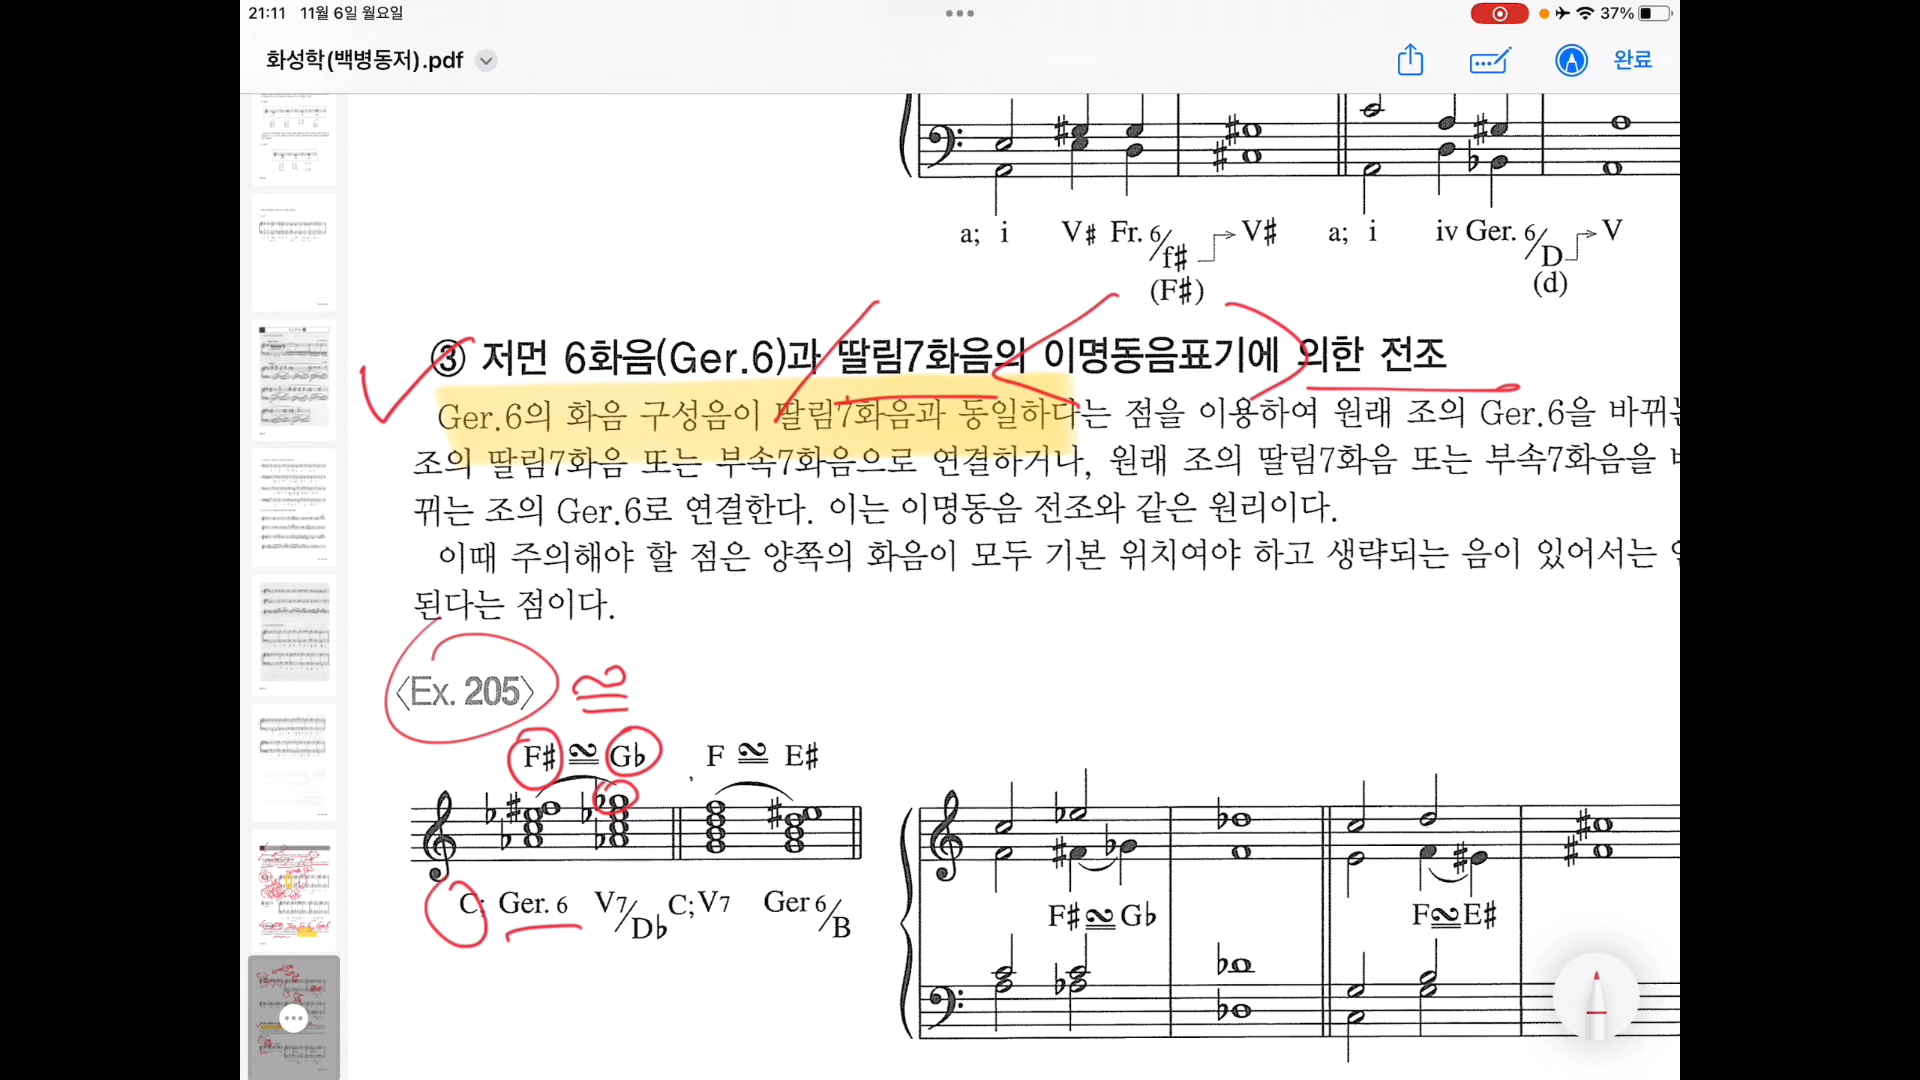 21:11 11월 6일 월요일
37%
화성학(백병동저).pdf
완료
a; i V♯ Fr. 6/f♯ V♯ a; i iv Ger. 6/D V
(F♯) (d)
③ 저먼 6화음(Ger.6)과 딸림7화음의 이명동음표기에 의한 전조
Ger.6의 화음 구성음이 딸림7화음과 동일하다는 점을 이용하여 원래 조의 Ger.6을 바뀌는
조의 딸림7화음 또는 부속7화음으로 연결하거나, 원래 조의 딸림7화음 또는 부속7화음을
뀌는 조의 Ger.6로 연결한다. 이는 이명동음 전조와 같은 원리이다.
이때 주의해야 할 점은 양쪽의 화음이 모두 기본 위치여야 하고 생략되는 음이 있어서는
된다는 점이다.
〈Ex. 205〉
F♯ ≌ G♭ F ≌ E♯
C; Ger. 6 V7/D♭ C; V7 Ger 6/B
F♯≌G♭ F≌E♯